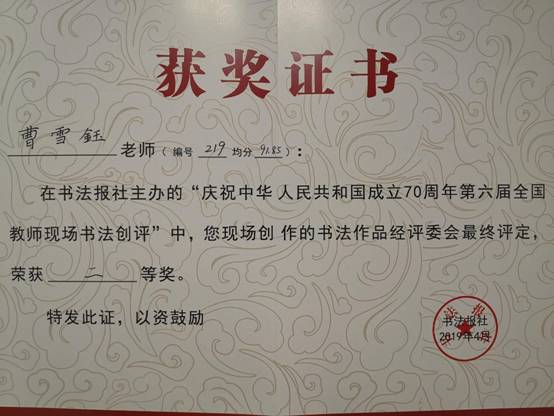 获奖证书
曹雪钰老师（编号 219 均分 91.85）：
在书法报社主办的“庆祝中华人民共和国成立70周年第六届全国
教师现场书法创评”中，您现场创作的书法作品经评委会最终评定，
荣获 二 等奖。
特发此证，以资鼓励
书法报社
2019年4月